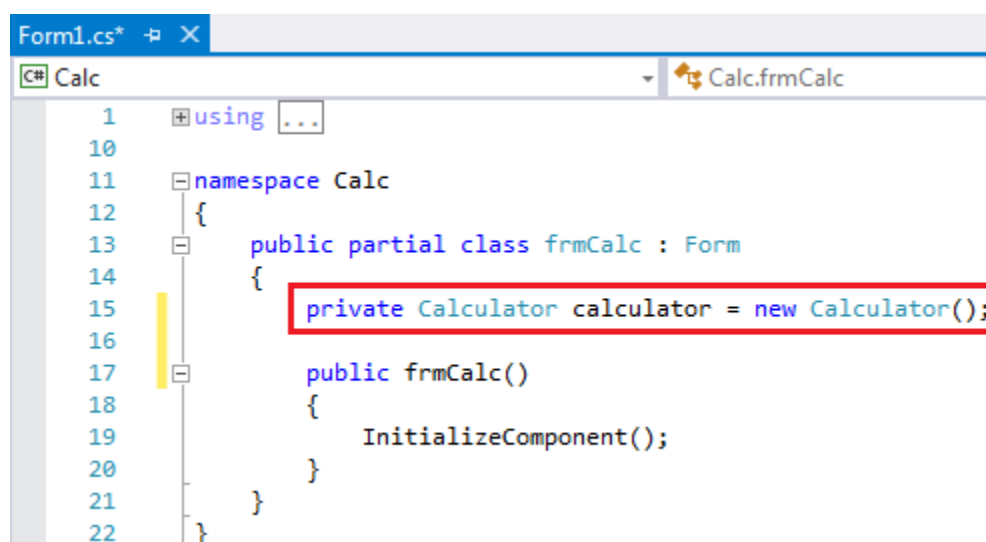 Form1.cs*
C# Calc Calc.frmCalc
1 using ...
10
11 namespace Calc
12 {
13 public partial class frmCalc : Form
14 {
15 private Calculator calculator = new Calculator();
16
17 public frmCalc()
18 {
19 InitializeComponent();
20 }
21 }
22 }